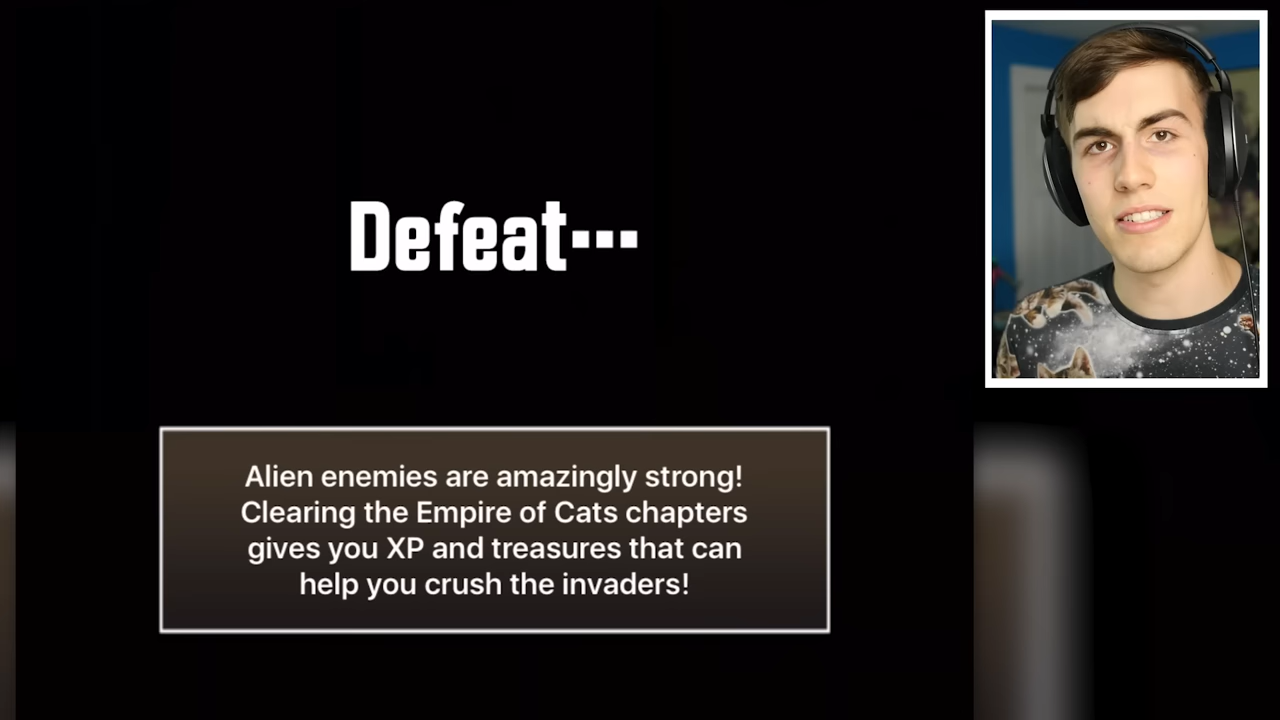 Defeat···
Alien enemies are amazingly strong!
Clearing the Empire of Cats chapters
gives you XP and treasures that can
help you crush the invaders!